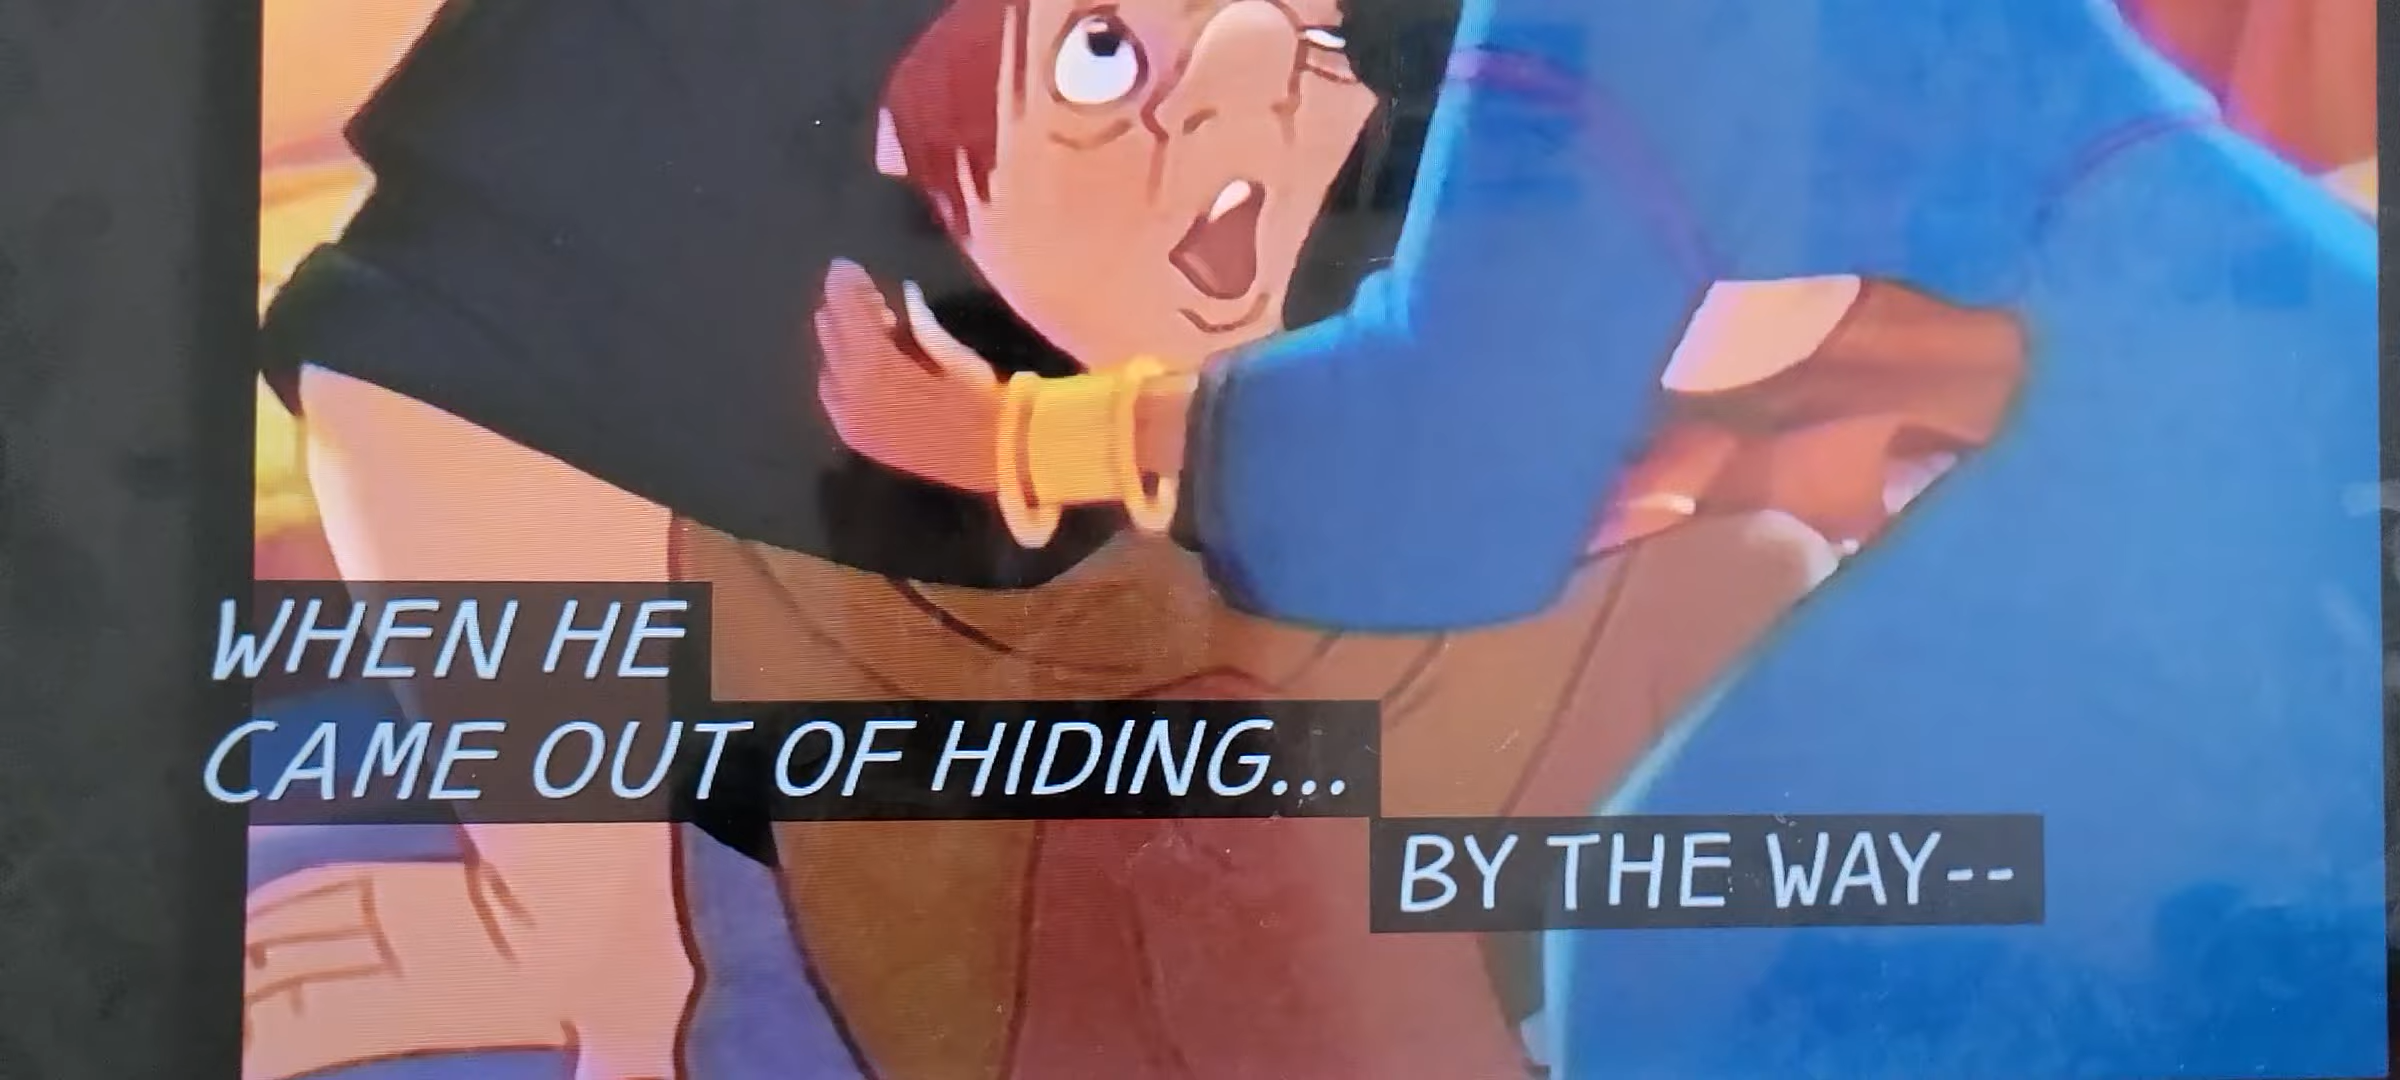 WHEN HE
CAME OUT OF HIDING...
BY THE WAY--